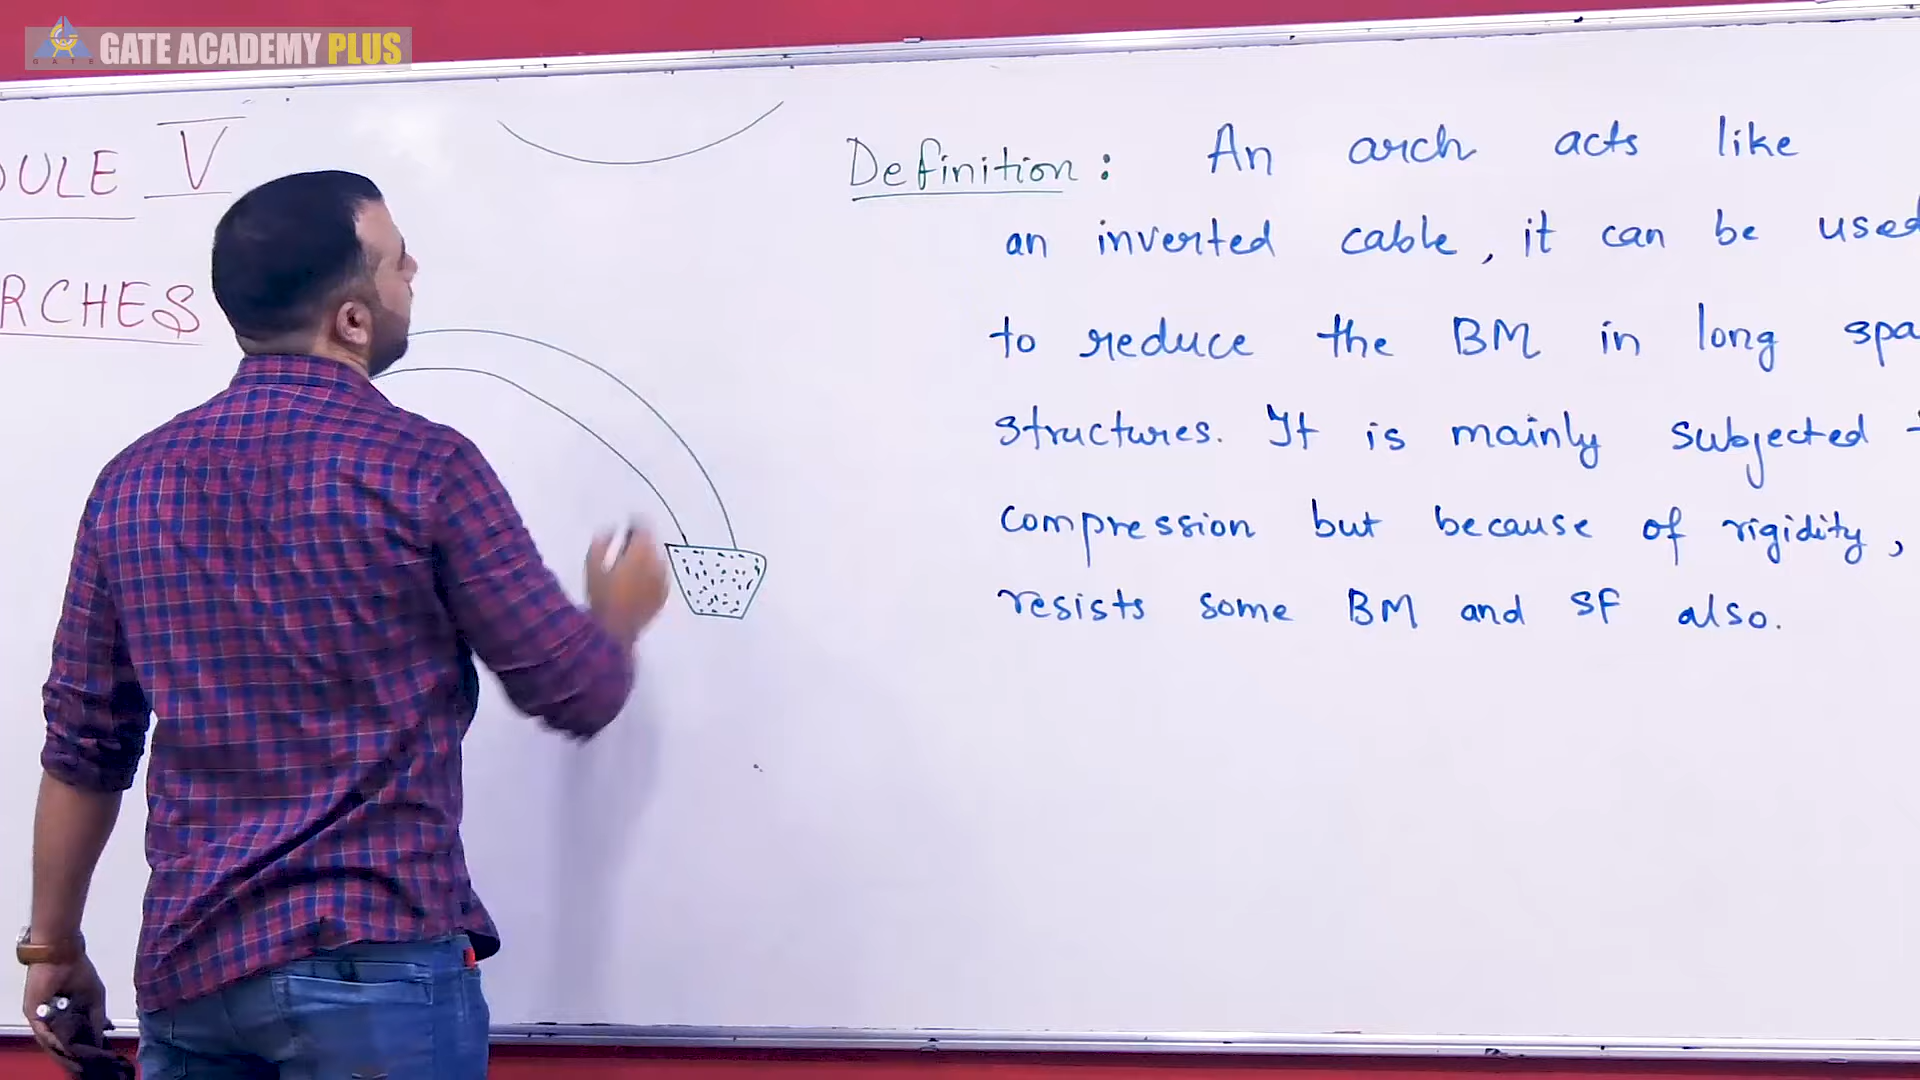 GATE ACADEMY PLUS
GATE
DULE V
RCHES
Definition : An arch acts like
an inverted cable, it can be used
to reduce the BM in long spa
structures. It is mainly subjected t
compression but because of rigidity,
resists some BM and SF also.